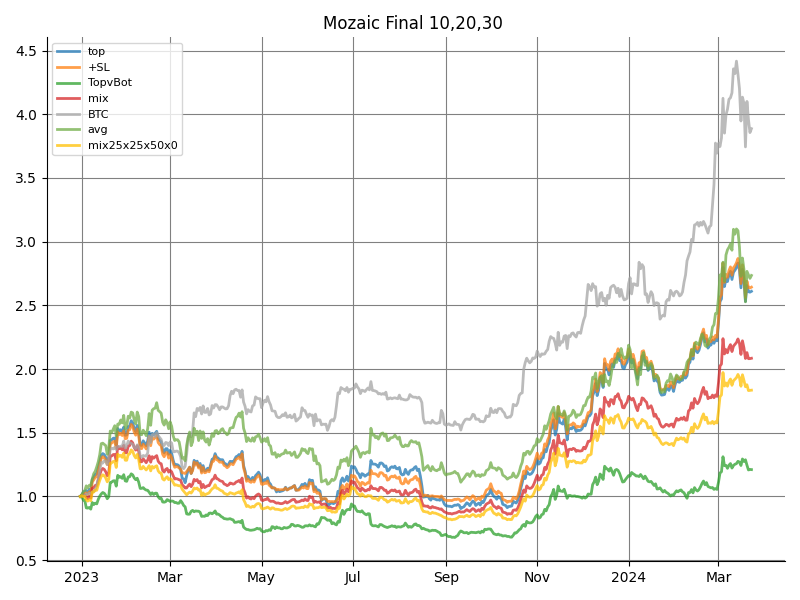 Mozaic Final 10,20,30
top
+SL
TopvBot
mix
BTC
avg
mix25x25x50x0
4.5
4.0
3.5
3.0
2.5
2.0
1.5
1.0
0.5
2023
Mar
May
Jul
Sep
Nov
2024
Mar